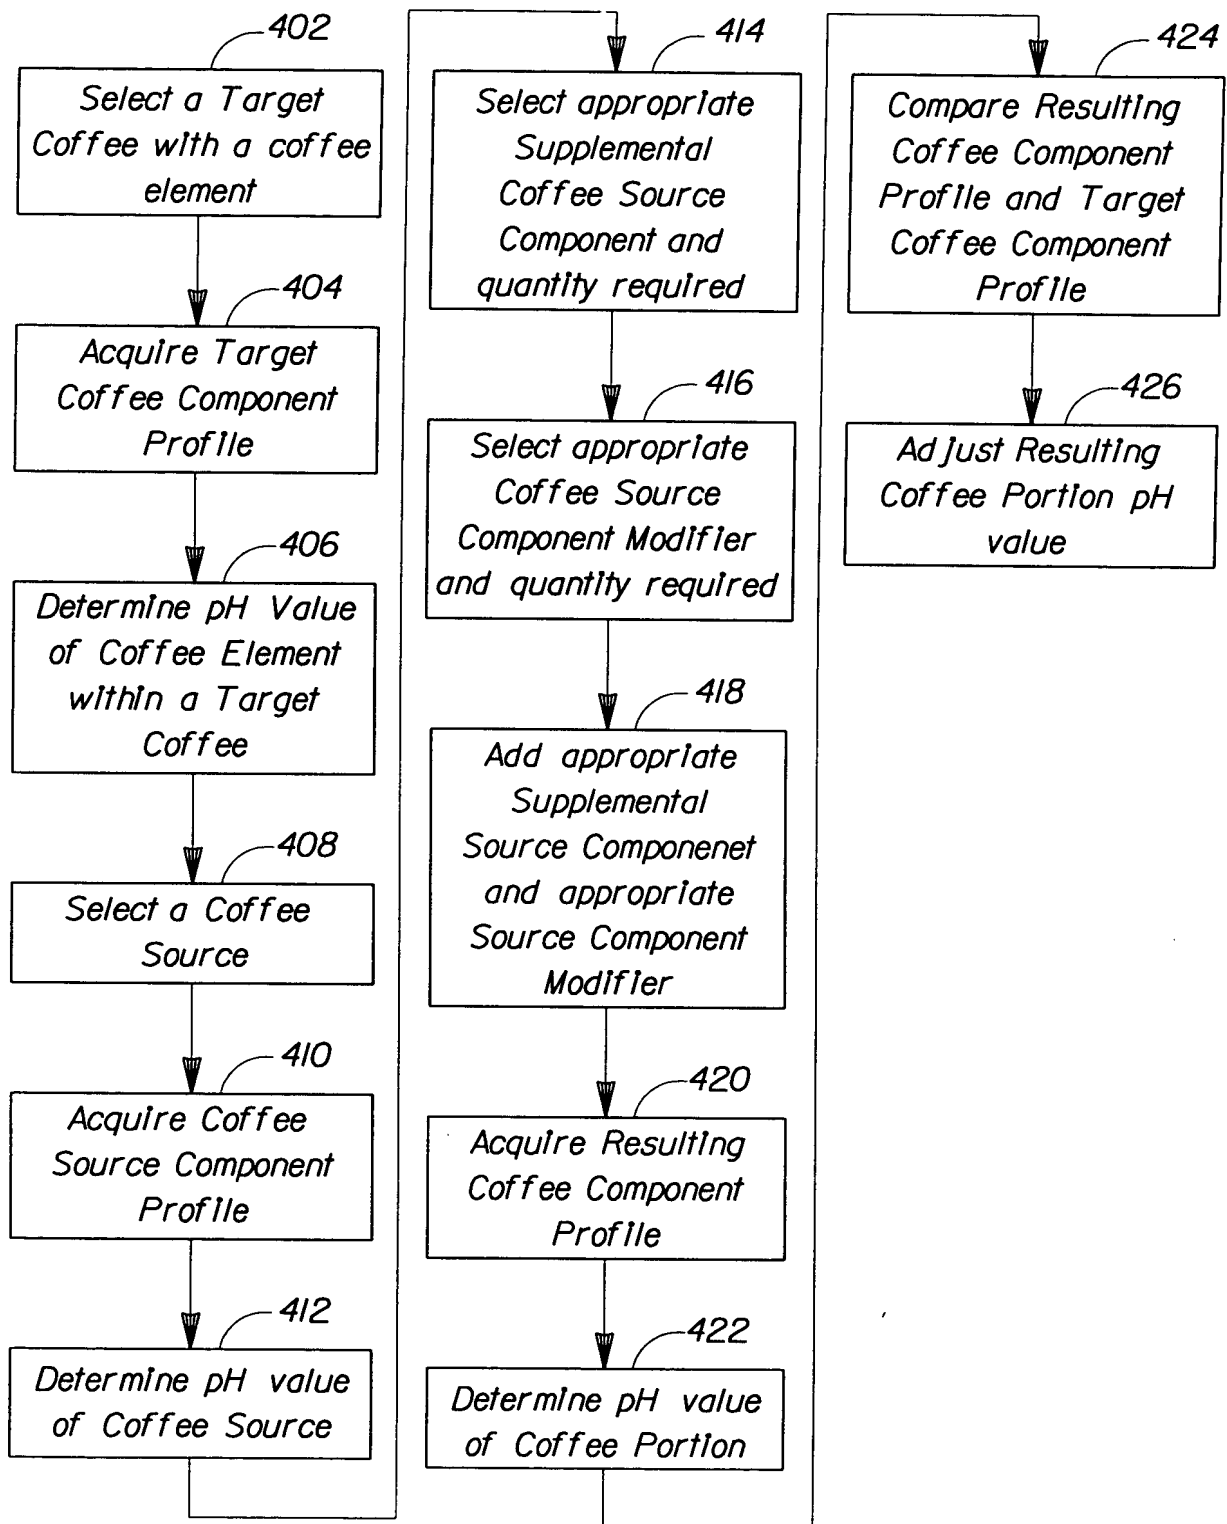 402
Select a Target
Coffee with a coffee
element
404
Acquire Target
Coffee Component
Profile
406
Determine pH Value
of Coffee Element
within a Target
Coffee
408
Select a Coffee
Source
410
Acquire Coffee
Source Component
Profile
412
Determine pH value
of Coffee Source
414
Select appropriate
Supplemental
Coffee Source
Component and
quantity required
416
Select appropriate
Coffee Source
Component Modifier
and quantity required
418
Add appropriate
Supplemental
Source Componenet
and appropriate
Source Component
Modifier
420
Acquire Resulting
Coffee Component
Profile
422
Determine pH value
of Coffee Portion
424
Compare Resulting
Coffee Component
Profile and Target
Coffee Component
Profile
426
Adjust Resulting
Coffee Portion pH
value